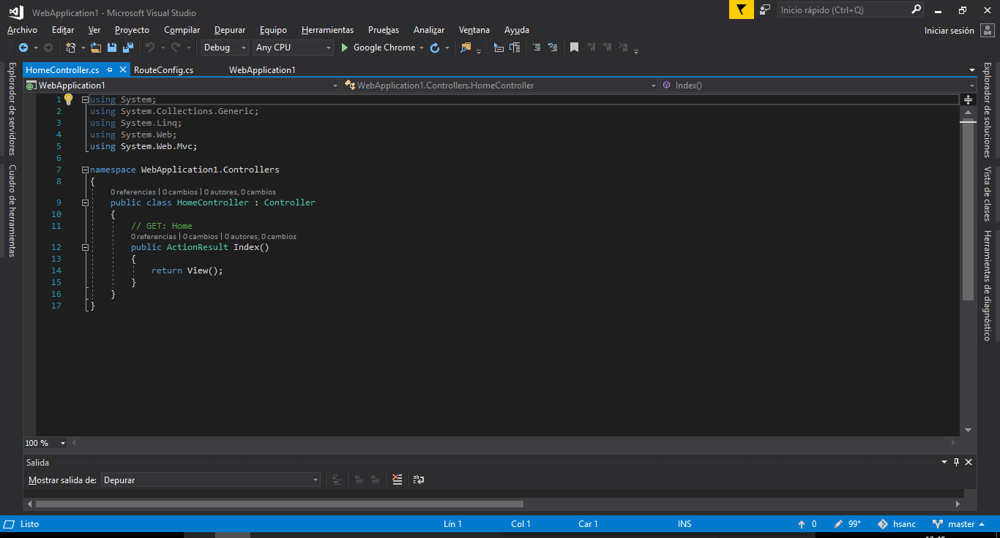 WebApplication1 - Microsoft Visual Studio
Inicio rápido (Ctrl+Q)
Archivo Editar Ver Proyecto Compilar Depurar Equipo Herramientas Pruebas Analizar Ventana Ayuda
Iniciar sesión
Debug Any CPU Google Chrome
HomeController.cs RouteConfig.cs WebApplication1
WebApplication1 WebApplication1.Controllers.HomeController Index()
Explorador de servidores
Cuadro de herramientas
1 using System;
2 using System.Collections.Generic;
3 using System.Linq;
4 using System.Web;
5 using System.Web.Mvc;
6
7 namespace WebApplication1.Controllers
8 {
0 referencias | 0 cambios | 0 autores, 0 cambios
9 public class HomeController : Controller
10 {
11 // GET: Home
0 referencias | 0 cambios | 0 autores, 0 cambios
12 public ActionResult Index()
13 {
14 return View();
15 }
16 }
17 }
Explorador de soluciones
Vista de clases
Herramientas de diagnóstico
100 %
Salida
Mostrar salida de: Depurar
Listo Lín 1 Col 1 Car 1 INS 0 99* hsanc master